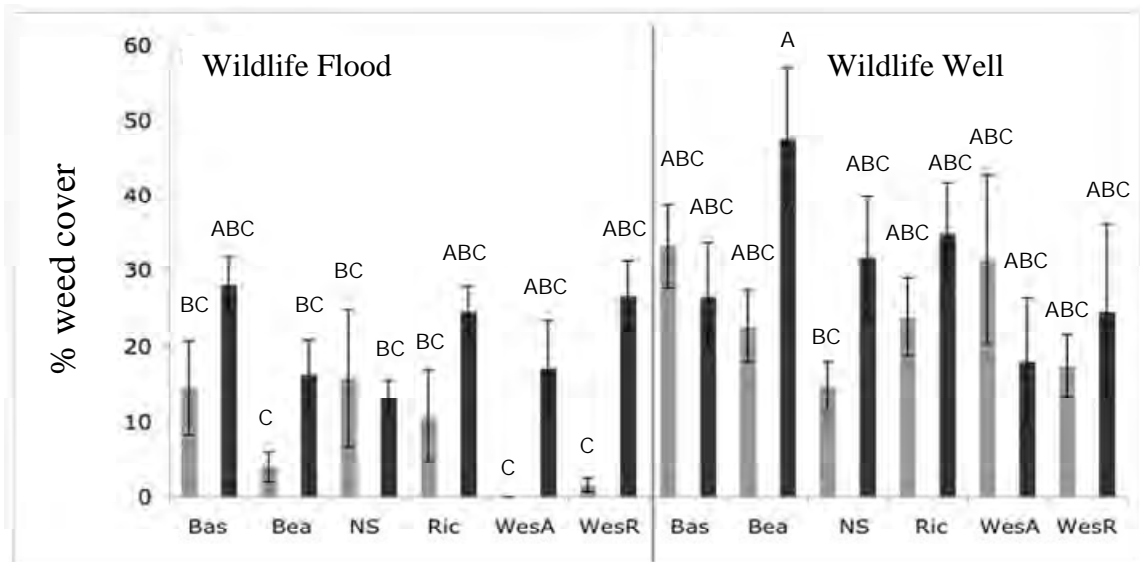 60
50
40
30
20
10
0
% weed cover
Wildlife Flood
Wildlife Well
BC
ABC
C
BC
BC
BC
BC
ABC
C
ABC
C
ABC
ABC
ABC
ABC
A
BC
ABC
ABC
ABC
ABC
ABC
ABC
ABC
Bas Bea NS Ric WesA WesR Bas Bea NS Ric WesA WesR